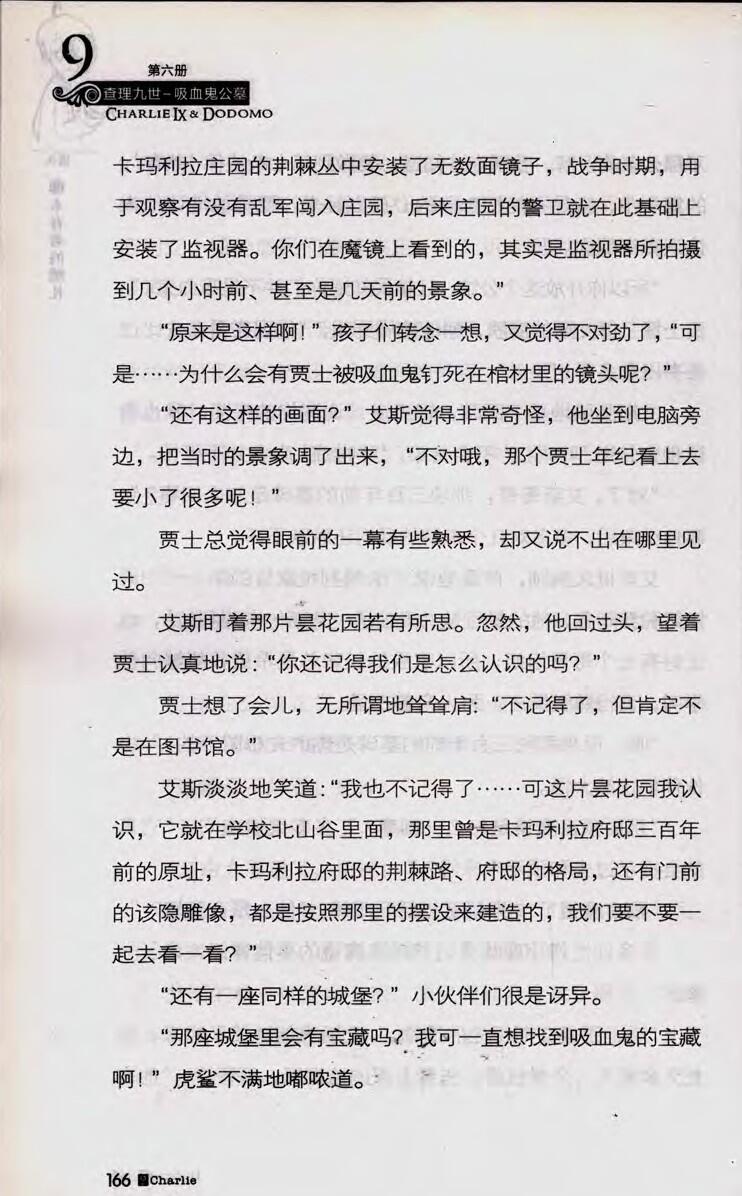 9
第六册
查理九世-吸血鬼公墓
CHARLIE IX & DODOMO
卡玛利拉庄园的荆棘丛中安装了无数面镜子，战争时期，用
于观察有没有乱军闯入庄园，后来庄园的警卫就在此基础上
安装了监视器。你们在魔镜上看到的，其实是监视器所拍摄
到几个小时前、甚至是几天前的景象。”
“原来是这样啊！”孩子们转念一想，又觉得不对劲了，“可
是……为什么会有贾士被吸血鬼钉死在棺材里的镜头呢？”
“还有这样的画面？”艾斯觉得非常奇怪，他坐到电脑旁
边，把当时的景象调了出来，“不对哦，那个贾士年纪看上去
要小了很多呢！”
贾士总觉得眼前的一幕有些熟悉，却又说不出在哪里见
过。
艾斯盯着那片昙花园若有所思。忽然，他回过头，望着
贾士认真地说：“你还记得我们是怎么认识的吗？”
贾士想了会儿，无所谓地耸耸肩：“不记得了，但肯定不
是在图书馆。”
艾斯淡淡地笑道：“我也不记得了……可这片昙花园我认
识，它就在学校北山谷里面，那里曾是卡玛利拉府邸三百年
前的原址，卡玛利拉府邸的荆棘路、府邸的格局，还有门前
的该隐雕像，都是按照那里的摆设来建造的，我们要不要一
起去看一看？”
“还有一座同样的城堡？”小伙伴们很是讶异。
“那座城堡里会有宝藏吗？我可一直想找到吸血鬼的宝藏
啊！”虎鲨不满地嘟哝道。
166 Charlie